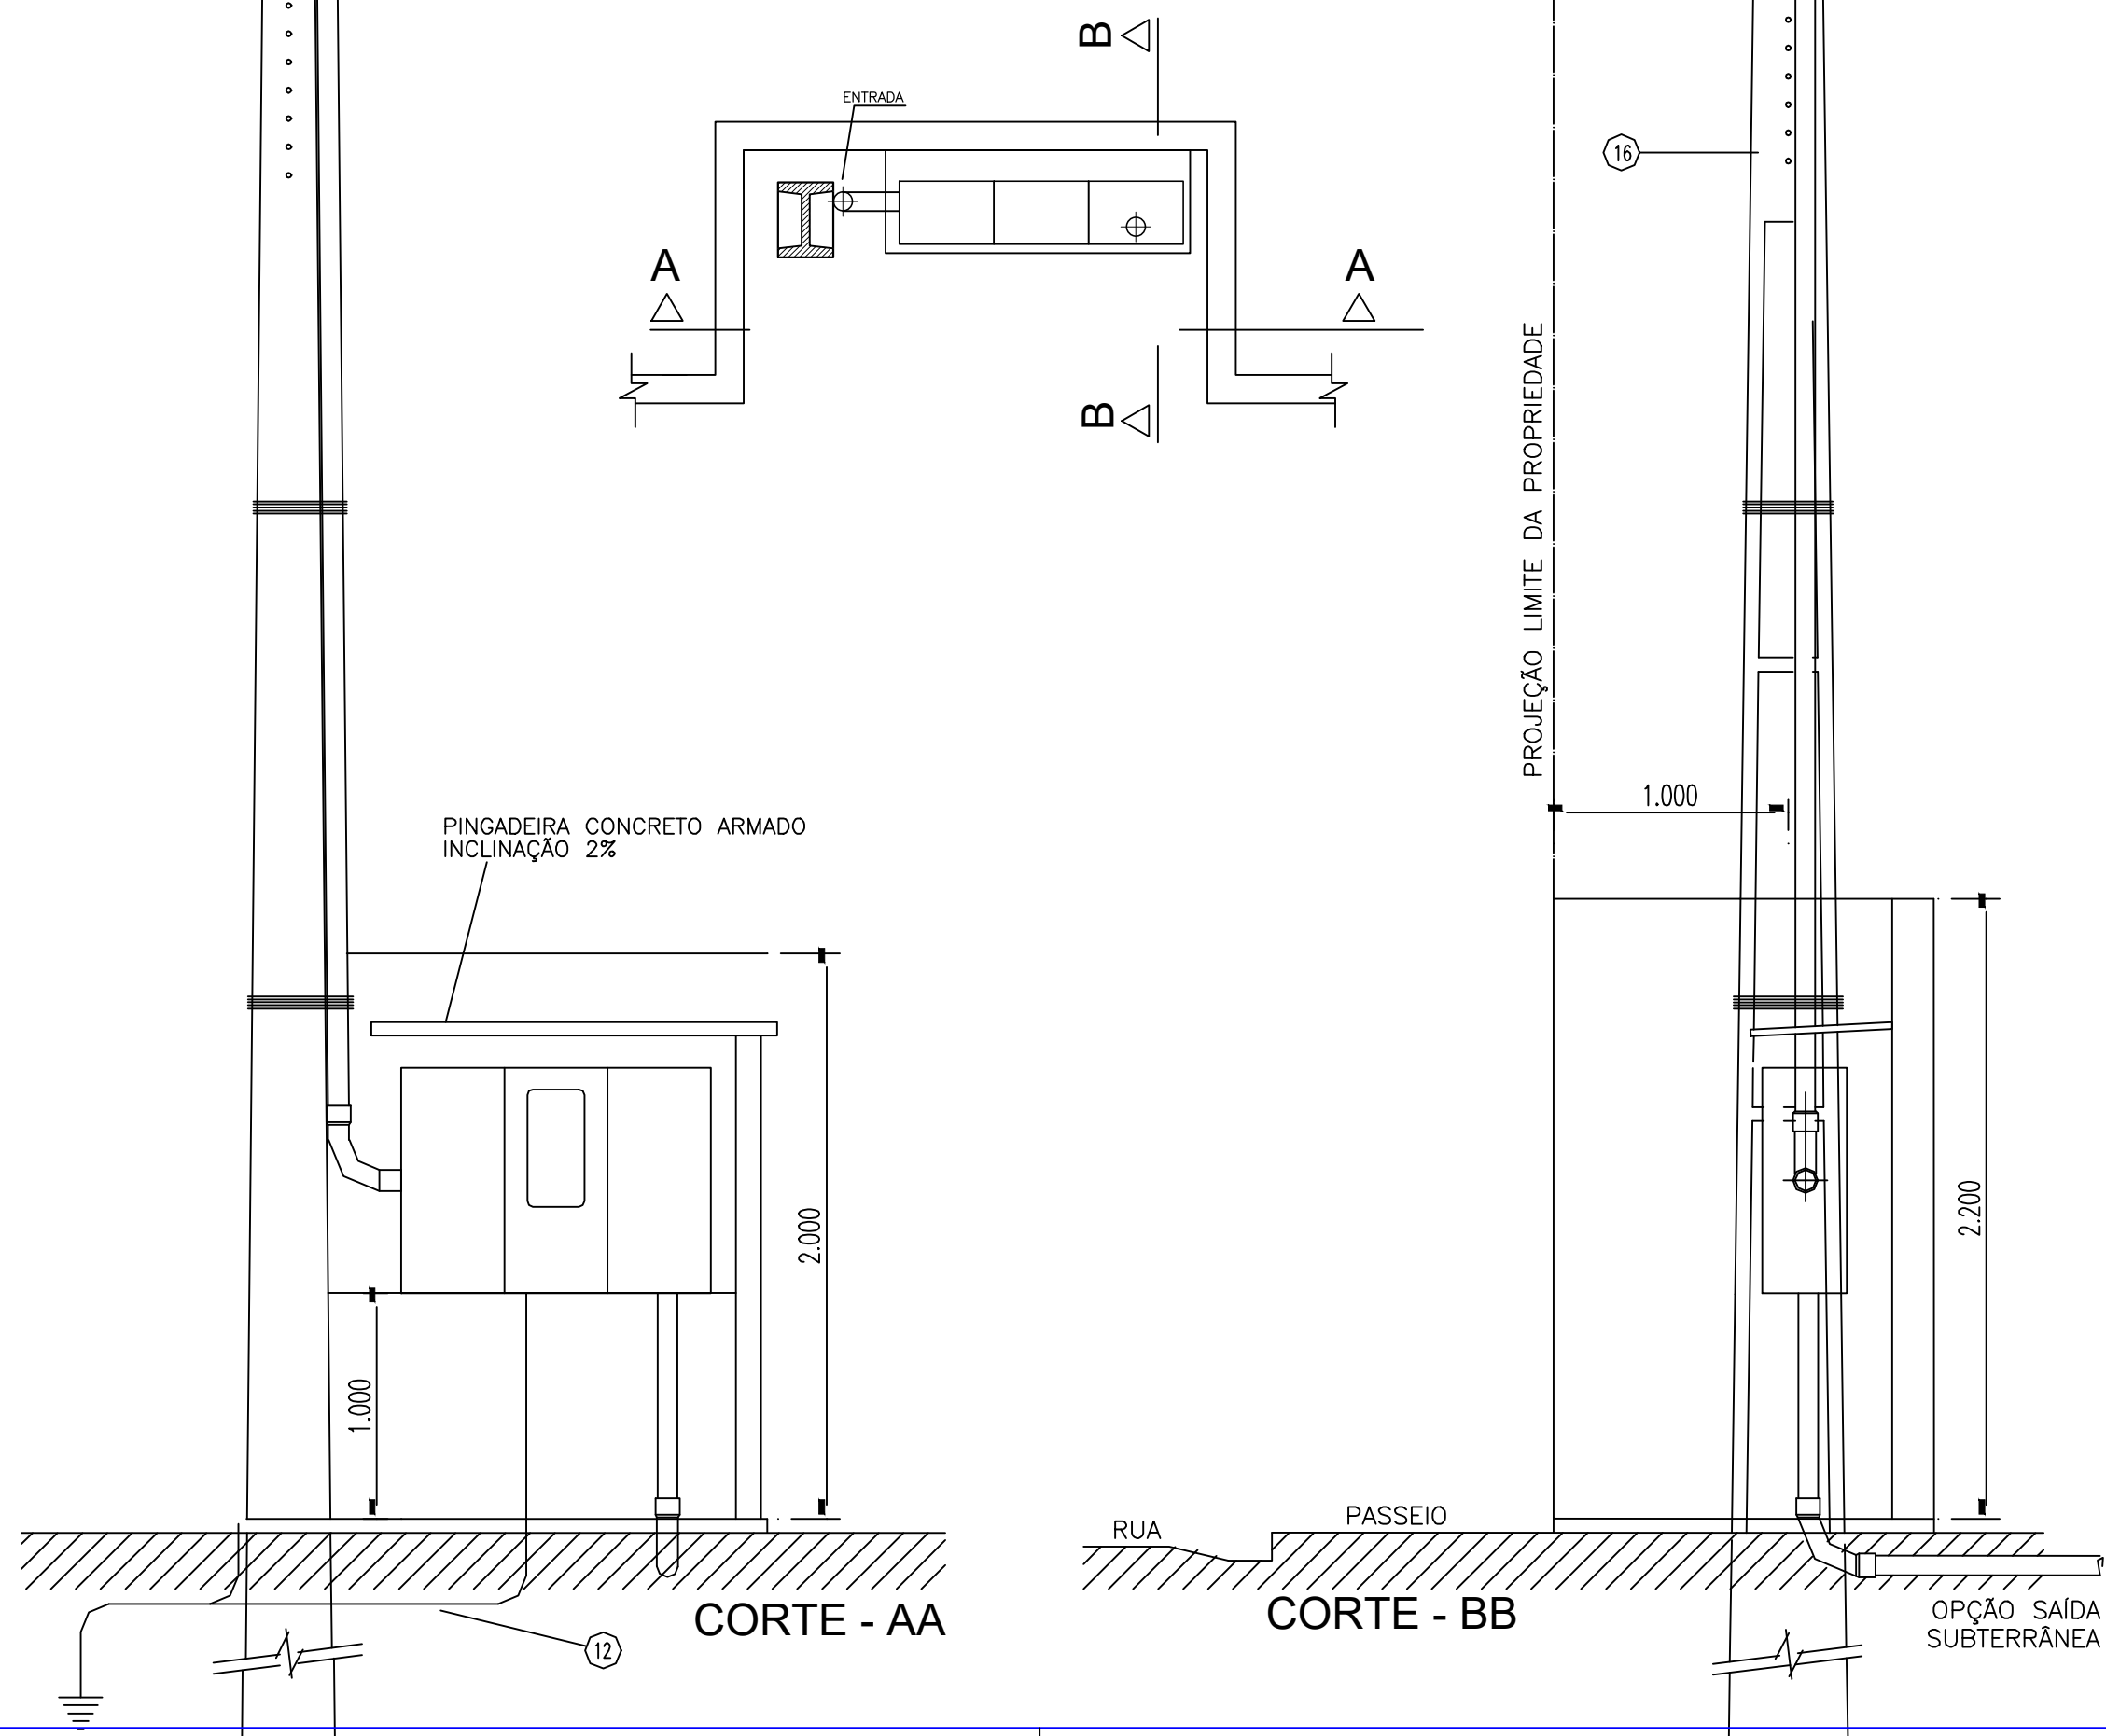 B
ENTRADA
16
A
A
B
PROJEÇÃO LIMITE DA PROPRIEDADE
1.000
PINGADEIRA CONCRETO ARMADO
INCLINAÇÃO 2%
2.000
2.200
1.000
RUA
PASSEIO
CORTE - AA
CORTE - BB
OPÇÃO SAÍDA
SUBTERRÂNEA
12